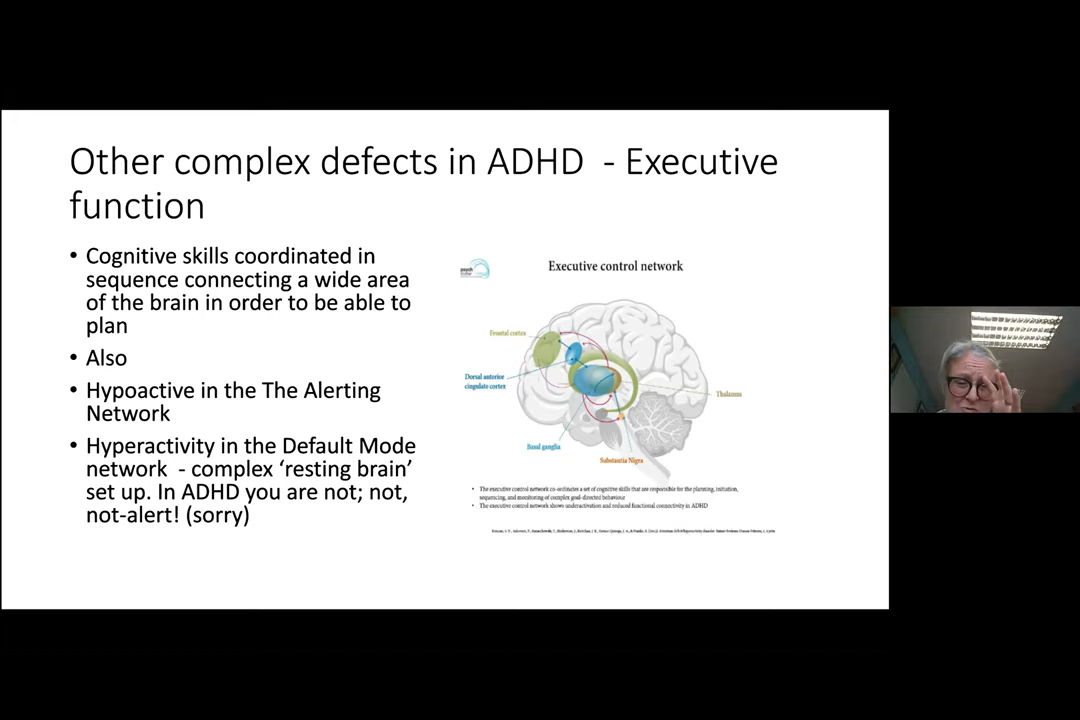 Other complex defects in ADHD - Executive
function
• Cognitive skills coordinated in
sequence connecting a wide area
of the brain in order to be able to
plan
• Also
• Hypoactive in the The Alerting
Network
• Hyperactivity in the Default Mode
network - complex ‘resting brain’
set up. In ADHD you are not; not,
not-alert! (sorry)
psych
Executive control network
Frontal cortex
Dorsal anterior
cingulate cortex
Thalamus
Basal ganglia
Substantia Nigra
• The executive control network co-ordinates a set of cognitive skills that are responsible for the planning, initiation,
sequencing, and monitoring of complex goal-directed behaviour
• The executive control network shows underactivation and reduced functional connectivity in ADHD